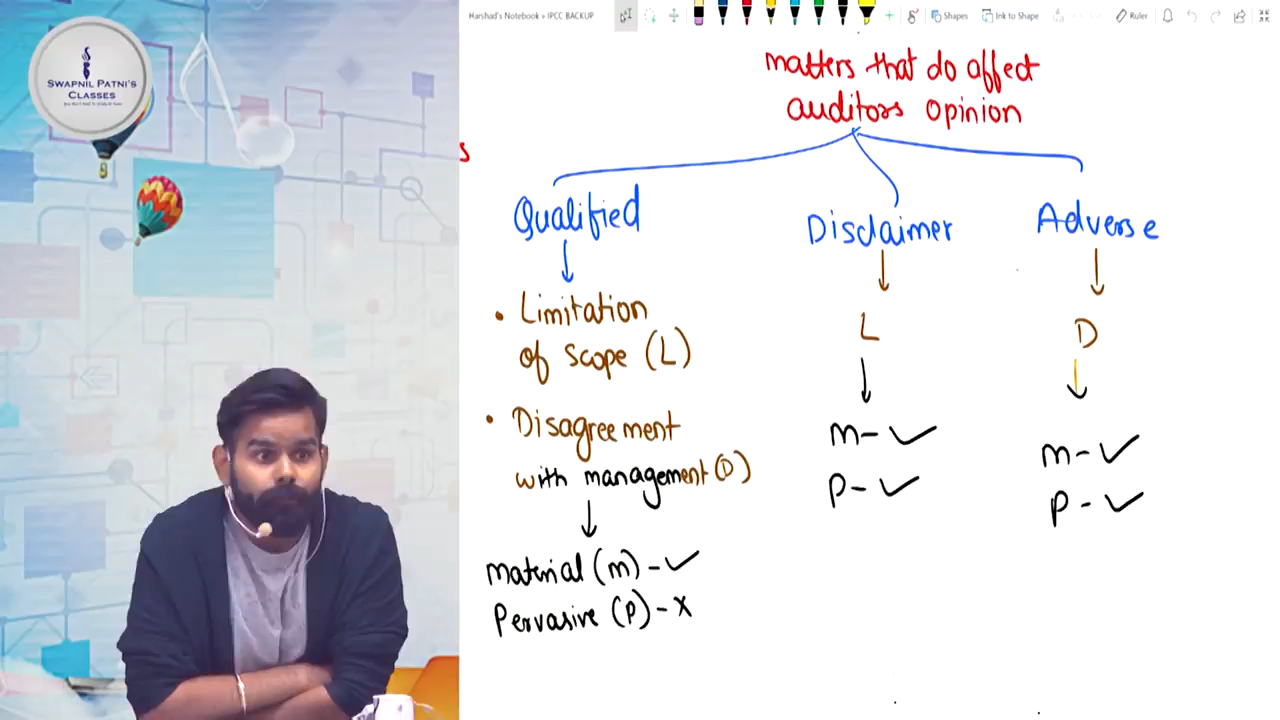 SWAPNIL PATNI'S
CLASSES
Harshad's Notebook » IPCC BACKUP
Shapes
Ink to Shape
Ruler
matters that do affect
auditors opinion
s
Qualified
Disclaimer
Adverse
• Limitation
of scope (L)
• Disagreement
with management (D)
Material (m) - ✓
Pervasive (P) - x
L
m - ✓
P - ✓
D
m - ✓
P - ✓